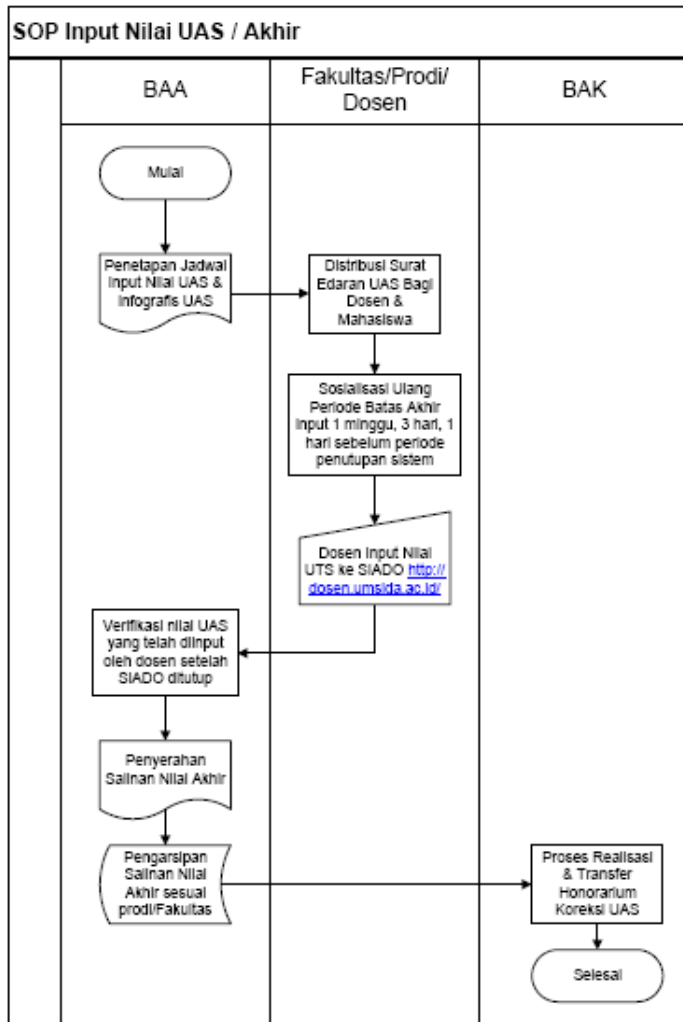 SOP Input Nilai UAS / Akhir
BAA
Fakultas/Prodi/
Dosen
BAK
Mulai
Penetapan Jadwal
Input Nilai UAS &
Infografis UAS
Distribusi Surat
Edaran UAS Bagi
Dosen &
Mahasiswa
Sosialisasi Ulang
Periode Batas Akhir
Input 1 minggu, 3 hari, 1
hari sebelum periode
penutupan sistem
Dosen Input Nilai
UTS ke SIADO http://
dosen.umsida.ac.id/
Verifikasi nilai UAS
yang telah diinput
oleh dosen setelah
SIADO ditutup
Penyerahan
Salinan Nilai Akhir
Pengarsipan
Salinan Nilai
Akhir sesuai
prodi/Fakultas
Proses Realisasi
& Transfer
Honorarium
Koreksi UAS
Selesai